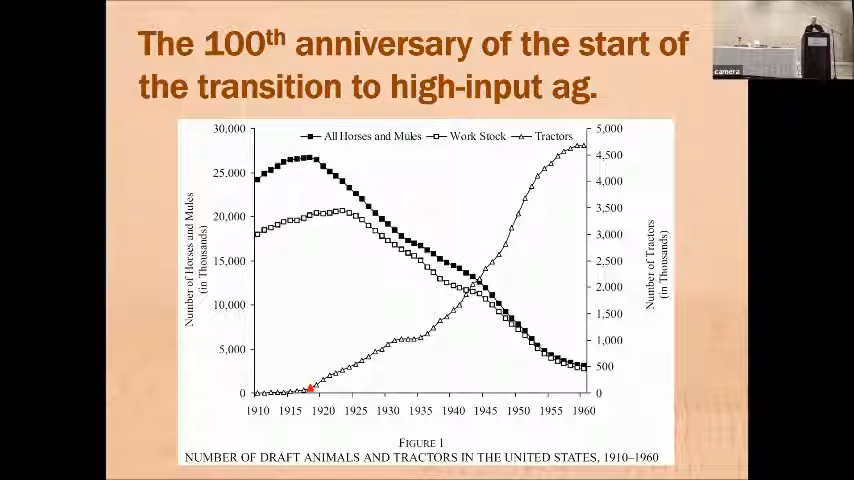 The 100th anniversary of the start of
the transition to high-input ag.
camera
All Horses and Mules Work Stock Tractors
30,000
25,000
20,000
15,000
10,000
5,000
0
Number of Horses and Mules
(in Thousands)
5,000
4,500
4,000
3,500
3,000
2,500
2,000
1,500
1,000
500
0
Number of Tractors
(in Thousands)
1910 1915 1920 1925 1930 1935 1940 1945 1950 1955 1960
FIGURE 1
NUMBER OF DRAFT ANIMALS AND TRACTORS IN THE UNITED STATES, 1910–1960